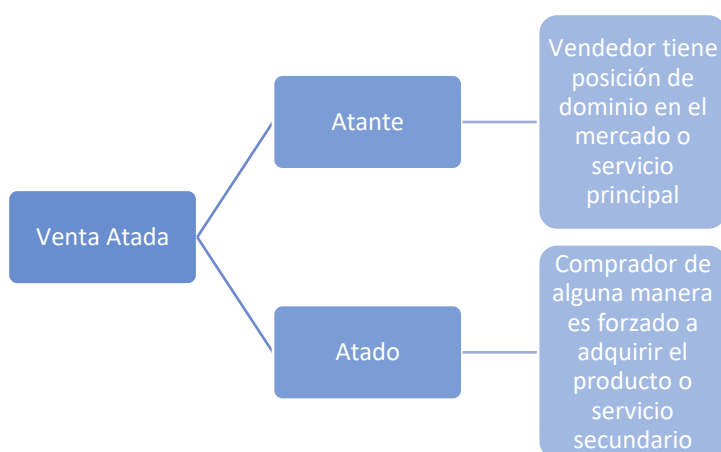 Venta Atada
Atante
Vendedor tiene
posición de
dominio en el
mercado o
servicio
principal
Atado
Comprador de
alguna manera
es forzado a
adquirir el
producto o
servicio
secundario